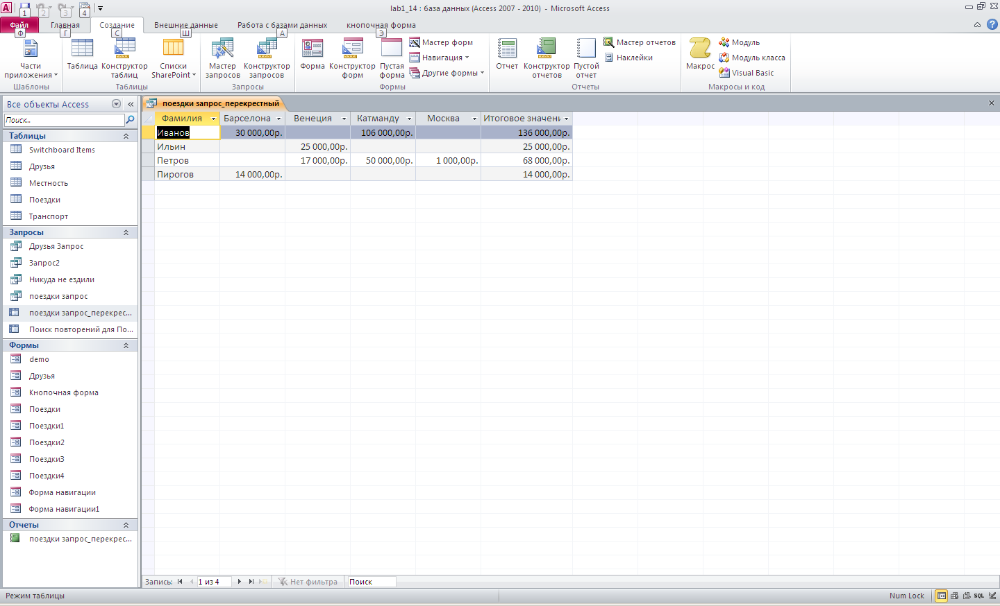 lab1_14 : база данных (Access 2007 - 2010) - Microsoft Access
1 2 3 4
Файл Главная Создание Внешние данные Работа с базами данных кнопочная форма
Ф Г С Ш А Э
Части приложения
Таблица
Конструктор таблиц
Списки SharePoint
Мастер запросов
Конструктор запросов
Форма
Конструктор форм
Пустая форма
Мастер форм
Навигация
Другие формы
Отчет
Конструктор отчетов
Пустой отчет
Мастер отчетов
Наклейки
Макрос
Модуль
Модуль класса
Visual Basic
Шаблоны Таблицы Запросы Формы Отчеты Макросы и код
Все объекты Access
Поиск...
Таблицы
Switchboard Items
Друзья
Местность
Поездки
Транспорт
Запросы
Друзья Запрос
Запрос2
Никуда не ездили
поездки запрос
поездки запрос_перекрес...
Поиск повторений для По...
Формы
demo
Друзья
Кнопочная форма
Поездки
Поездки1
Поездки2
Поездки3
Поездки4
Форма навигации
Форма навигации1
Отчеты
поездки запрос_перекрес...
поездки запрос_перекрестный
Фамилия Барселона Венеция Катманду Москва Итоговое значени
Иванов 30 000,00р. 106 000,00р. 136 000,00р.
Ильин 25 000,00р. 25 000,00р.
Петров 17 000,00р. 50 000,00р. 1 000,00р. 68 000,00р.
Пирогов 14 000,00р. 14 000,00р.
Запись: 1 из 4 Нет фильтра Поиск
Режим таблицы Num Lock SQL